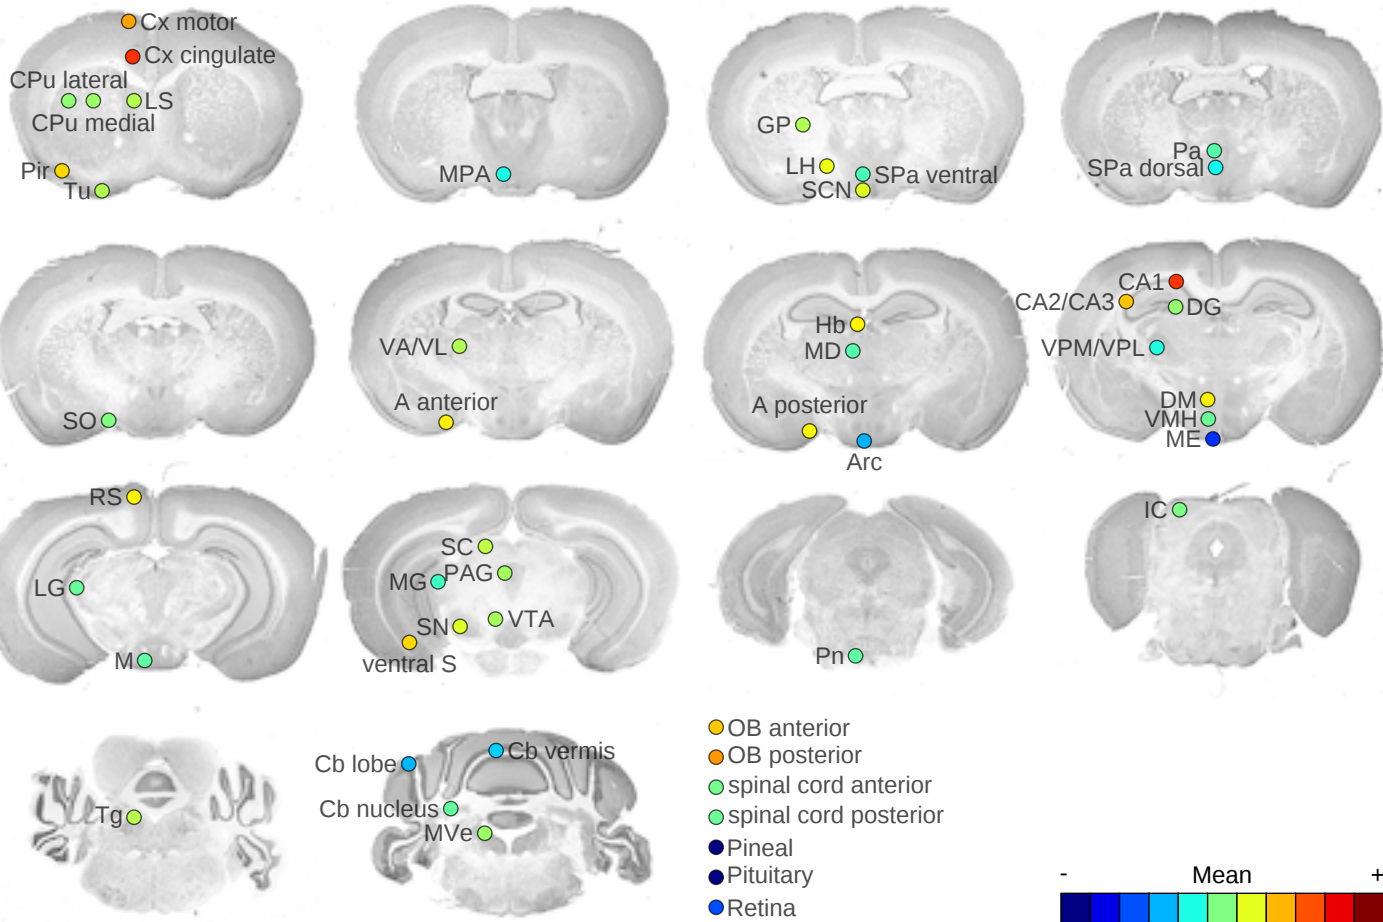 Cx motor
Cx cingulate
CPu lateral
LS
CPu medial
Pir
Tu
MPA
GP
LH
SPa ventral
SCN
Pa
SPa dorsal
SO
VA/VL
A anterior
Hb
MD
A posterior
Arc
CA1
CA2/CA3
DG
VPM/VPL
DM
VMH
ME
RS
LG
M
SC
PAG
MG
VTA
SN
ventral S
Pn
IC
Tg
Cb vermis
Cb lobe
Cb nucleus
MVe
OB anterior
OB posterior
spinal cord anterior
spinal cord posterior
Pineal
Pituitary
Retina
- Mean +